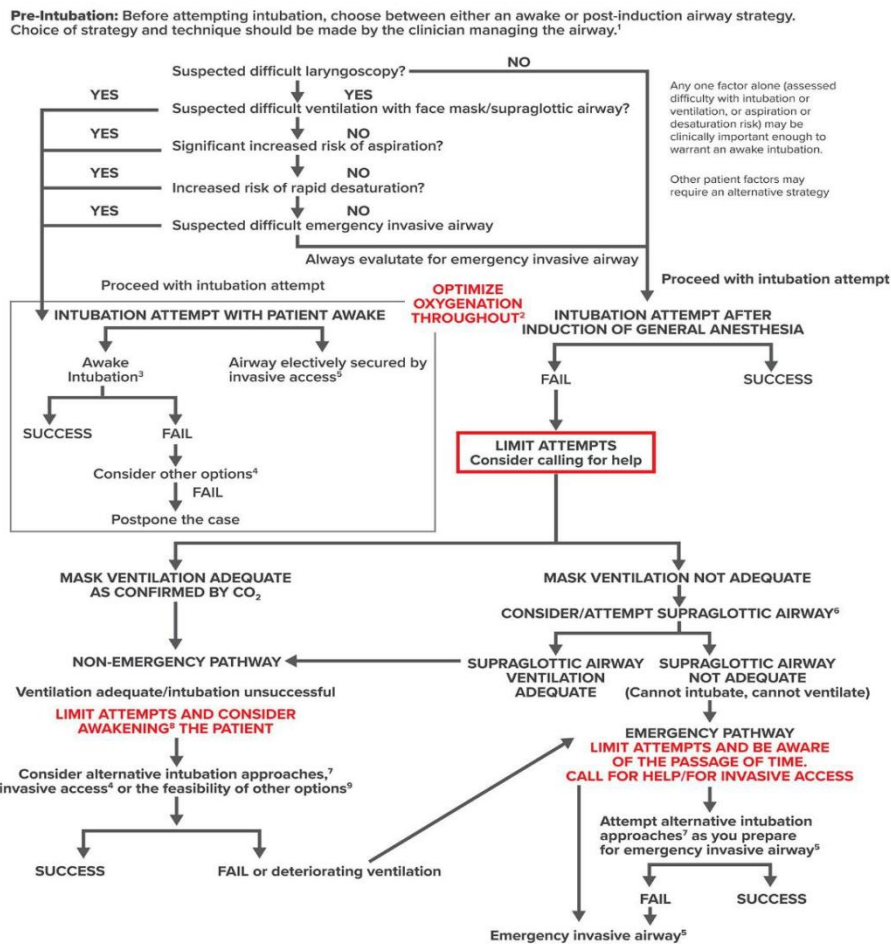 Pre-Intubation: Before attempting intubation, choose between either an awake or post-induction airway strategy.
Choice of strategy and technique should be made by the clinician managing the airway.¹
Suspected difficult laryngoscopy?
NO
YES
YES
Suspected difficult ventilation with face mask/supraglottic airway?
YES
NO
Significant increased risk of aspiration?
YES
NO
Increased risk of rapid desaturation?
YES
NO
Suspected difficult emergency invasive airway
Always evalutate for emergency invasive airway
Any one factor alone (assessed
difficulty with intubation or
ventilation, or aspiration or
desaturation risk) may be
clinically important enough to
warrant an awake intubation.
Other patient factors may
require an alternative strategy
Proceed with intubation attempt
OPTIMIZE
OXYGENATION
THROUGHOUT²
Proceed with intubation attempt
INTUBATION ATTEMPT WITH PATIENT AWAKE
Awake
Intubation³
Airway electively secured by
invasive access⁵
SUCCESS
FAIL
Consider other options⁴
FAIL
Postpone the case
INTUBATION ATTEMPT AFTER
INDUCTION OF GENERAL ANESTHESIA
FAIL
SUCCESS
LIMIT ATTEMPTS
Consider calling for help
MASK VENTILATION ADEQUATE
AS CONFIRMED BY CO₂
MASK VENTILATION NOT ADEQUATE
CONSIDER/ATTEMPT SUPRAGLOTTIC AIRWAY⁶
NON-EMERGENCY PATHWAY
SUPRAGLOTTIC AIRWAY
VENTILATION
ADEQUATE
SUPRAGLOTTIC AIRWAY
NOT ADEQUATE
(Cannot intubate, cannot ventilate)
Ventilation adequate/intubation unsuccessful
LIMIT ATTEMPTS AND CONSIDER
AWAKENING⁸ THE PATIENT
EMERGENCY PATHWAY
LIMIT ATTEMPTS AND BE AWARE
OF THE PASSAGE OF TIME.
CALL FOR HELP/FOR INVASIVE ACCESS
Consider alternative intubation approaches,⁷
invasive access⁴ or the feasibility of other options⁹
Attempt alternative intubation
approaches⁷ as you prepare
for emergency invasive airway⁵
SUCCESS
FAIL or deteriorating ventilation
FAIL
SUCCESS
Emergency invasive airway⁵